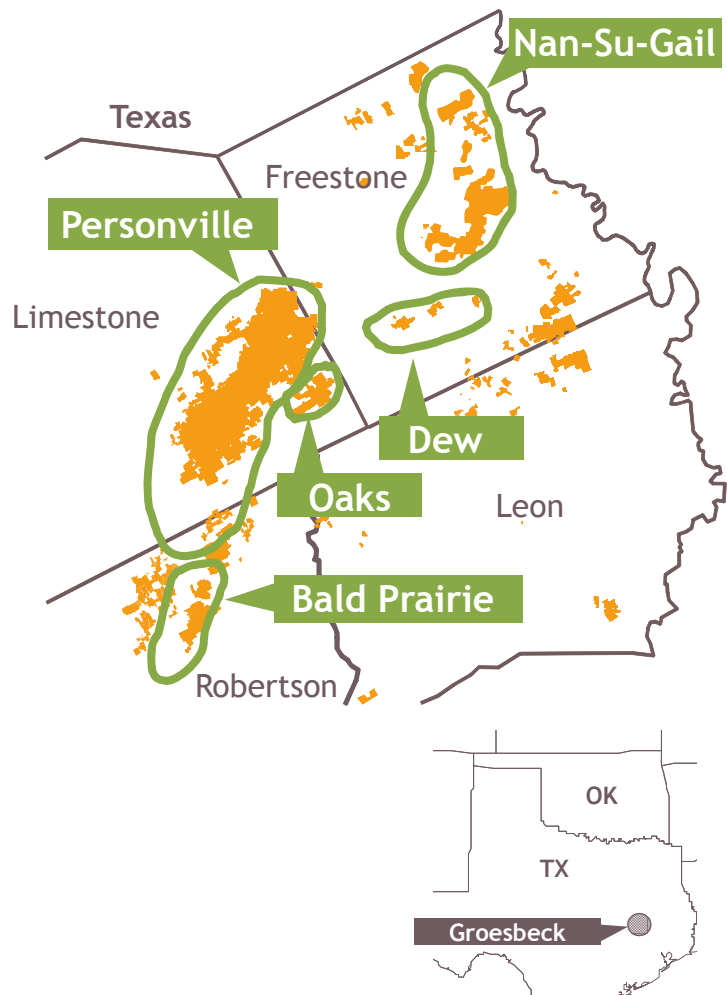 Nan-Su-Gail
Texas
Freestone
Personville
Limestone
Dew
Oaks
Leon
Bald Prairie
Robertson
OK
TX
Groesbeck